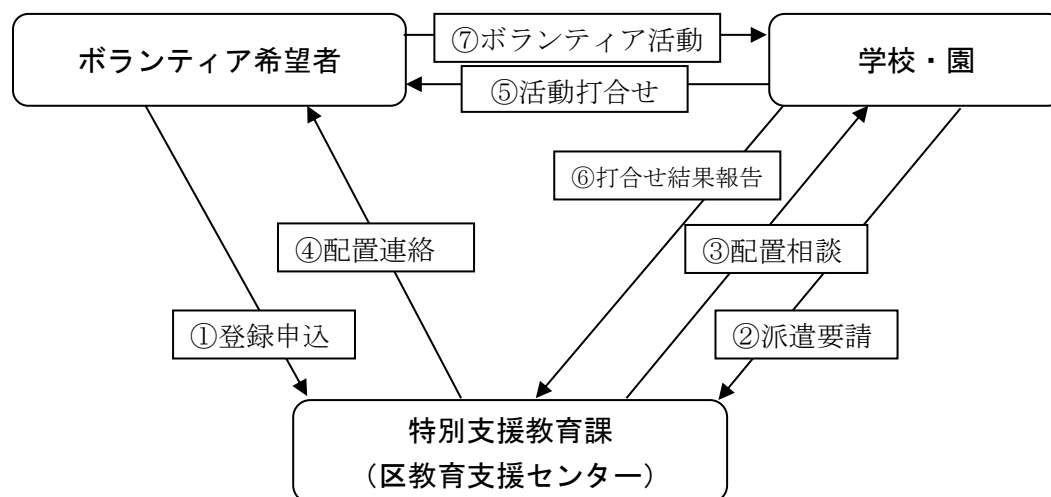 ボランティア希望者
⑦ボランティア活動
学校・園
⑤活動打合せ
⑥打合せ結果報告
④配置連絡
③配置相談
①登録申込
②派遣要請
特別支援教育課
（区教育支援センター）